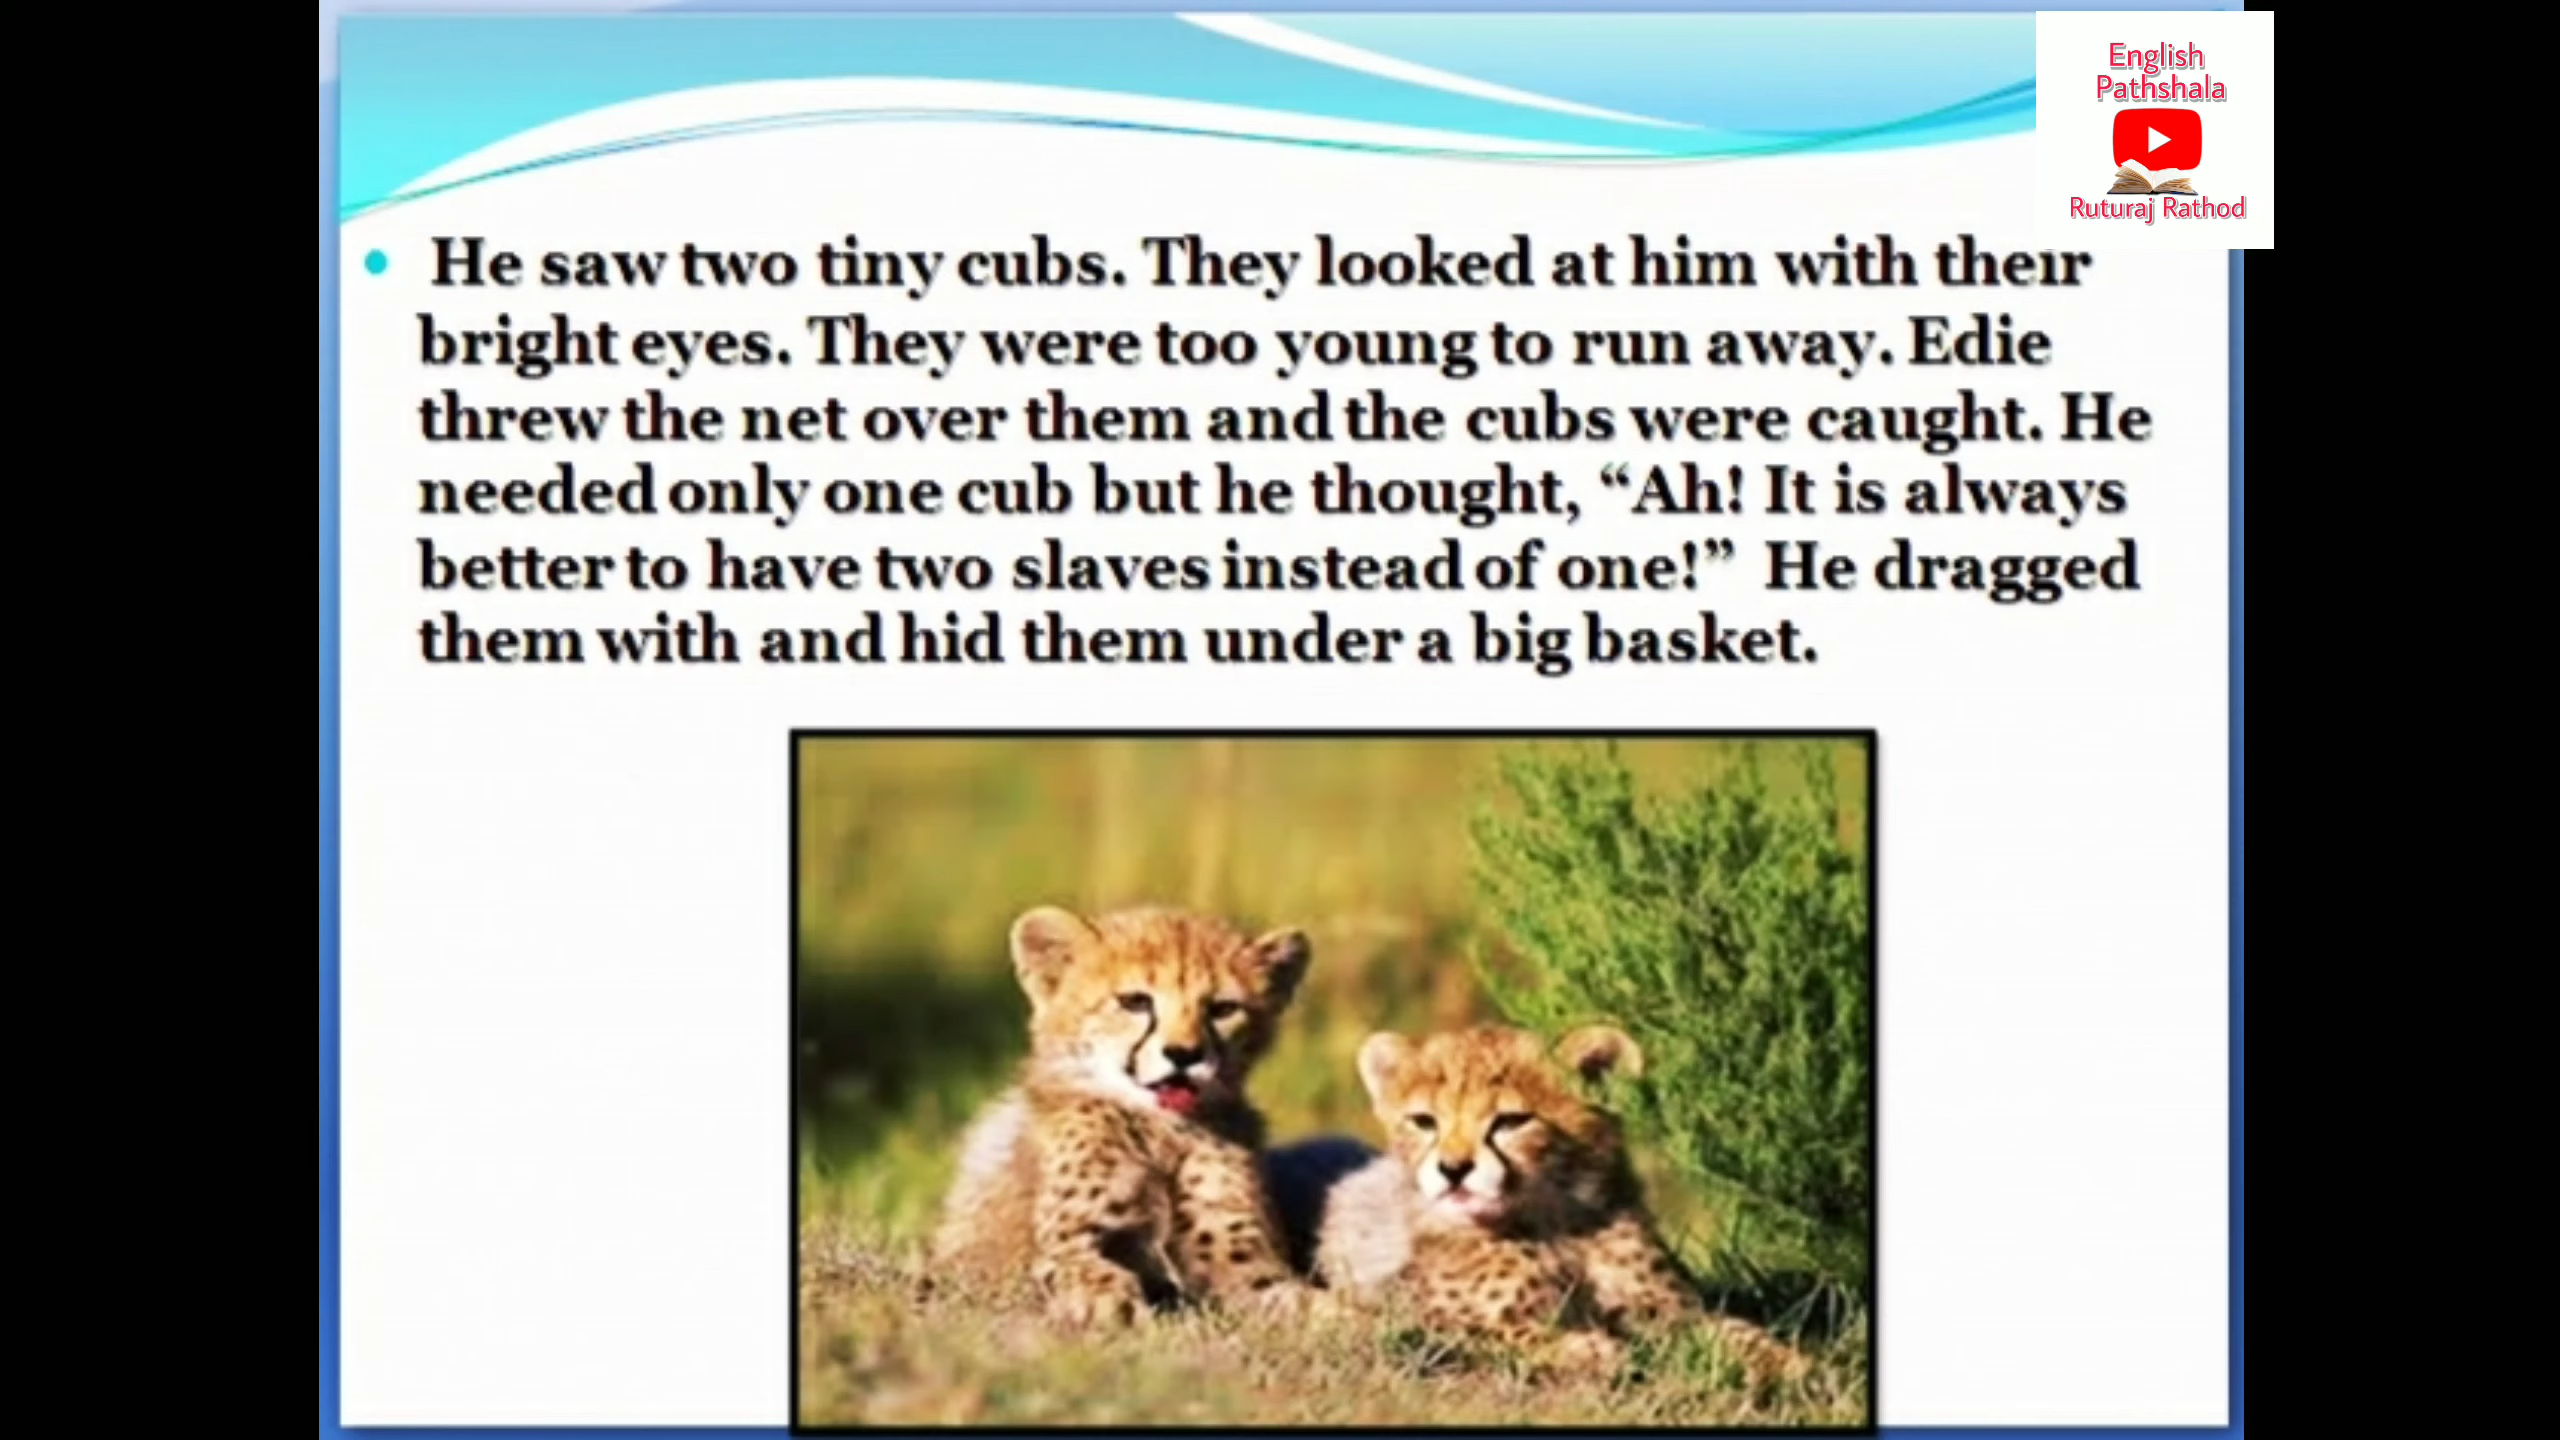 English
Pathshala
Ruturaj Rathod
He saw two tiny cubs. They looked at him with their
bright eyes. They were too young to run away. Edie
threw the net over them and the cubs were caught. He
needed only one cub but he thought, “Ah! It is always
better to have two slaves instead of one!” He dragged
them with and hid them under a big basket.